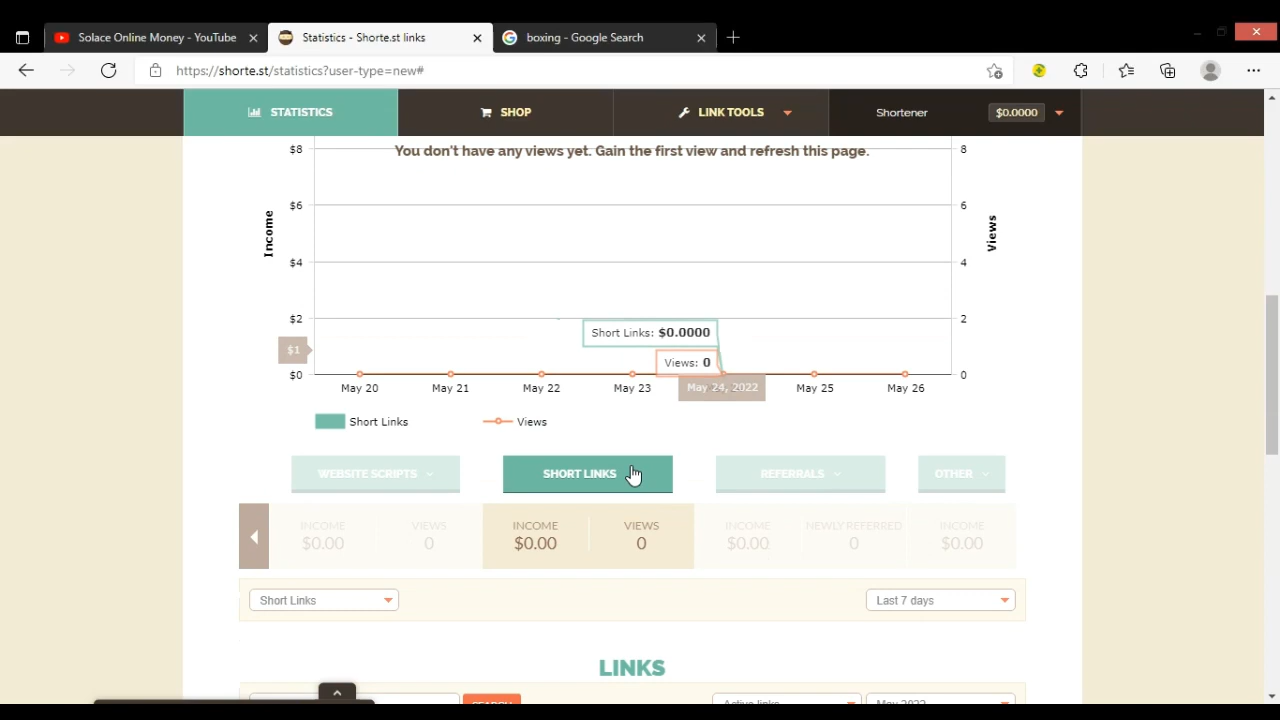 Solace Online Money - YouTube
Statistics - Shorte.st links
boxing - Google Search
https://shorte.st/statistics?user-type=new#
STATISTICS
SHOP
LINK TOOLS
Shortener
$0.0000
$8
You don't have any views yet. Gain the first view and refresh this page.
8
$6
6
Income
Views
$4
4
$2
2
Short Links: $0.0000
$1
Views: 0
$0
0
May 20
May 21
May 22
May 23
May 24, 2022
May 25
May 26
Short Links
Views
WEBSITE SCRIPTS
SHORT LINKS
REFERRALS
OTHER
INCOME
VIEWS
INCOME
VIEWS
INCOME
NEWLY REFERRED
INCOME
$0.00
0
$0.00
0
$0.00
0
$0.00
Short Links
Last 7 days
LINKS
SEARCH
Active links
May 2022